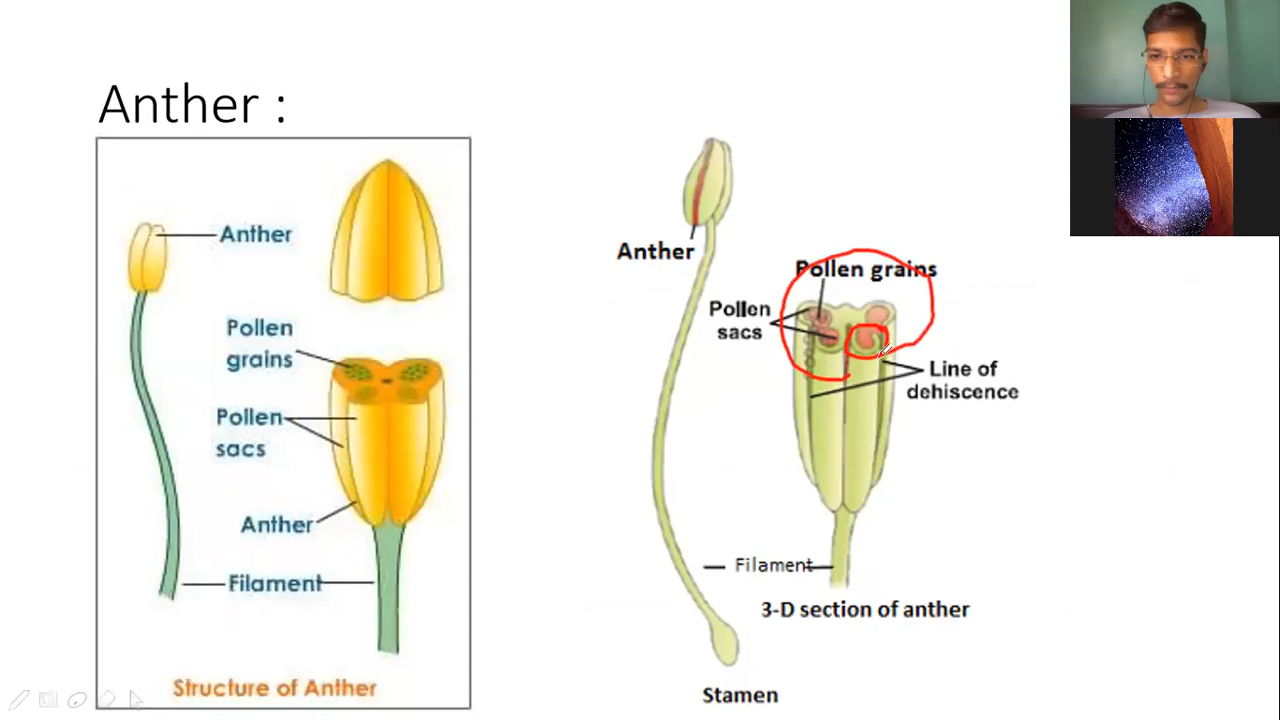 Anther :
Anther
Pollen
grains
Pollen
sacs
Anther
Filament
Structure of Anther
Anther
Pollen grains
Pollen
sacs
Line of
dehiscence
Filament
3-D section of anther
Stamen